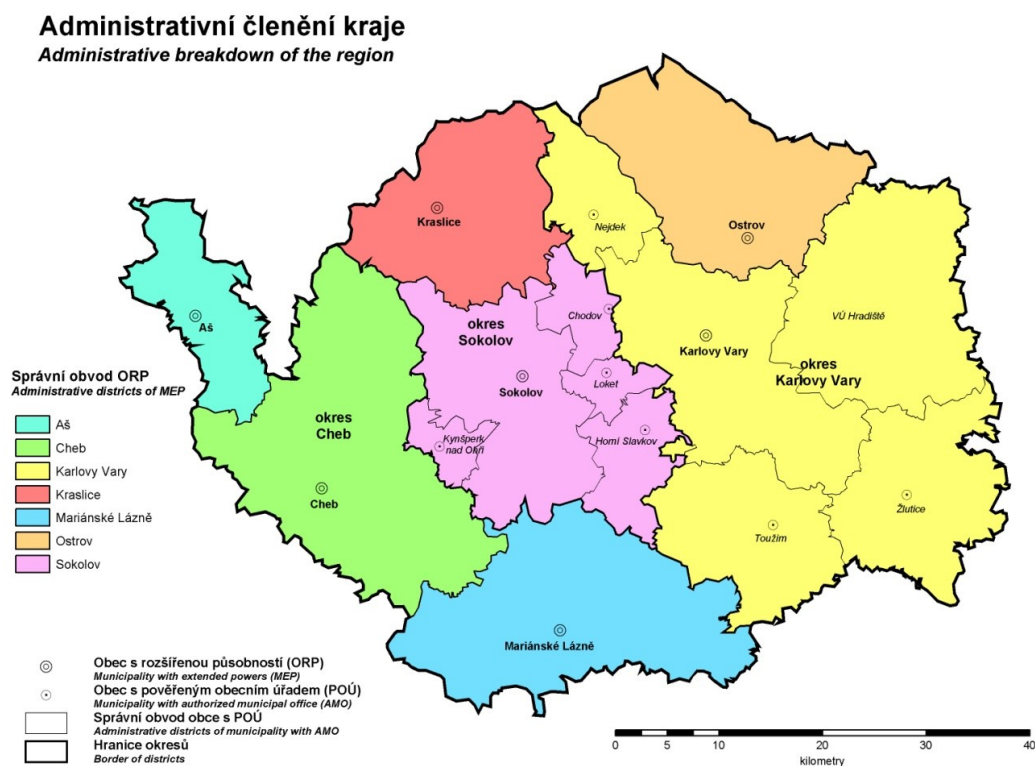 Administrativní členění kraje
Administrative breakdown of the region
Kraslice
Nejdek
Ostrov
Aš
Chodov
VÚ Hradiště
okres
Sokolov
Karlovy Vary
okres
Karlovy Vary
Loket
Sokolov
okres
Cheb
Kynšperk
nad Ohří
Horní Slavkov
Cheb
Toužim
Žlutice
Mariánské Lázně
Správní obvod ORP
Administrative districts of MEP
Aš
Cheb
Karlovy Vary
Kraslice
Mariánské Lázně
Ostrov
Sokolov
Obec s rozšířenou působností (ORP)
Municipality with extended powers (MEP)
Obec s pověřeným obecním úřadem (POÚ)
Municipality with authorized municipal office (AMO)
Správní obvod obce s POÚ
Administrative districts of municipality with AMO
Hranice okresů
Border of districts
0 5 10 20 30 40
kilometry